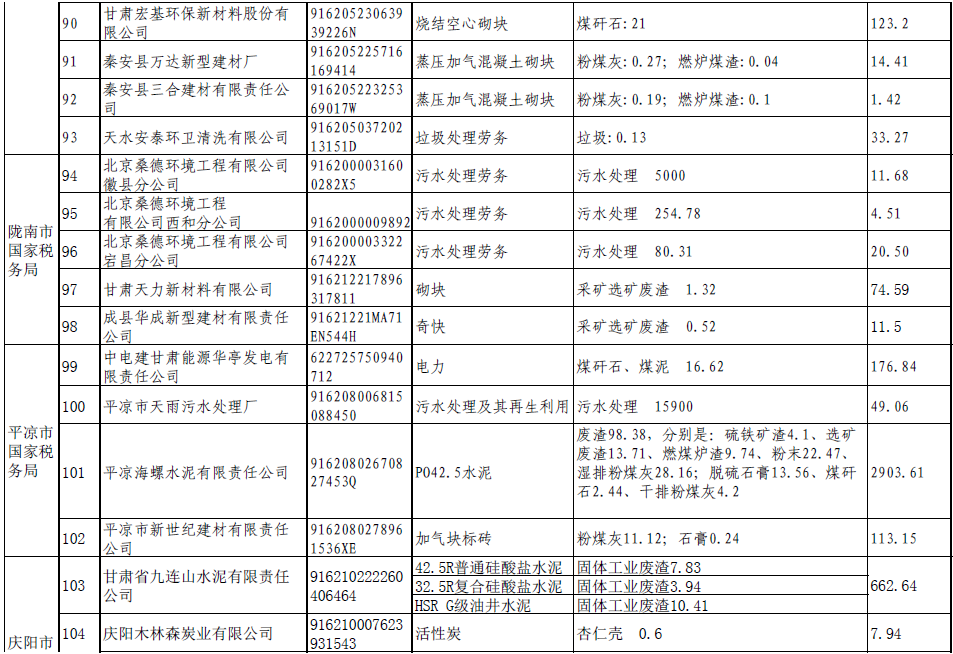 90
甘肃宏基环保新材料股份有
限公司
916205230639
39226N
烧结空心砌块
煤矸石:21
123.2
91
秦安县万达新型建材厂
916205225716
169414
蒸压加气混凝土砌块
粉煤灰:0.27；燃炉煤渣:0.04
14.41
92
秦安县三合建材有限责任公
司
916205223253
69017W
蒸压加气混凝土砌块
粉煤灰:0.19；燃炉煤渣:0.1
1.42
93
天水安泰环卫清洗有限公司
916205037202
13151D
垃圾处理劳务
垃圾:0.13
33.27
陇南市
国家税
务局
94
北京桑德环境工程有限公司
徽县分公司
916200003160
0282X5
污水处理劳务
污水处理 5000
11.68
95
北京桑德环境工程
有限公司西和分公司
9162000009892
污水处理劳务
污水处理 254.78
4.51
96
北京桑德环境工程有限公司
宕昌分公司
916200003322
67422X
污水处理劳务
污水处理 80.31
20.50
97
甘肃天力新材料有限公司
916212217896
317811
砌块
采矿选矿废渣 1.32
74.59
98
成县华成新型建材有限责任
公司
91621221MA71
EN544H
奇快
采矿选矿废渣 0.52
11.5
平凉市
国家税
务局
99
中电建甘肃能源华亭发电有
限责任公司
622725750940
712
电力
煤矸石、煤泥 16.62
176.84
100
平凉市天雨污水处理厂
916208006815
088450
污水处理及其再生利用
污水处理 15900
49.06
101
平凉海螺水泥有限责任公司
916208026708
27453Q
PO42.5水泥
废渣98.38，分别是：硫铁矿渣4.1、选矿
废渣13.71、燃煤炉渣9.74、粉末22.47、
湿排粉煤灰28.16；脱硫石膏13.56、煤矸
石2.44、干排粉煤灰4.2
2903.61
102
平凉市新世纪建材有限责任
公司
916208027896
1536XE
加气块标砖
粉煤灰11.12；石膏0.24
113.15
庆阳市
103
甘肃省九连山水泥有限责任
公司
916210222260
406464
42.5R普通硅酸盐水泥
固体工业废渣7.83
32.5R复合硅酸盐水泥
固体工业废渣3.94
HSR G级油井水泥
固体工业废渣10.41
662.64
104
庆阳木林森炭业有限公司
916210007623
931543
活性炭
杏仁壳 0.6
7.94